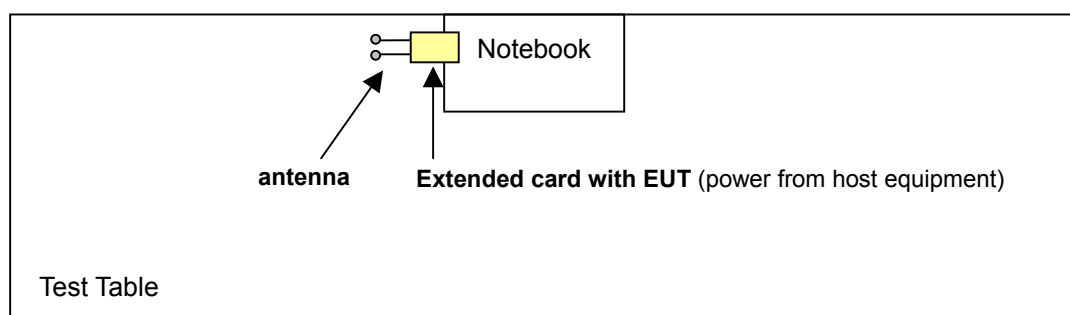 Notebook
antenna
Extended card with EUT (power from host equipment)
Test Table